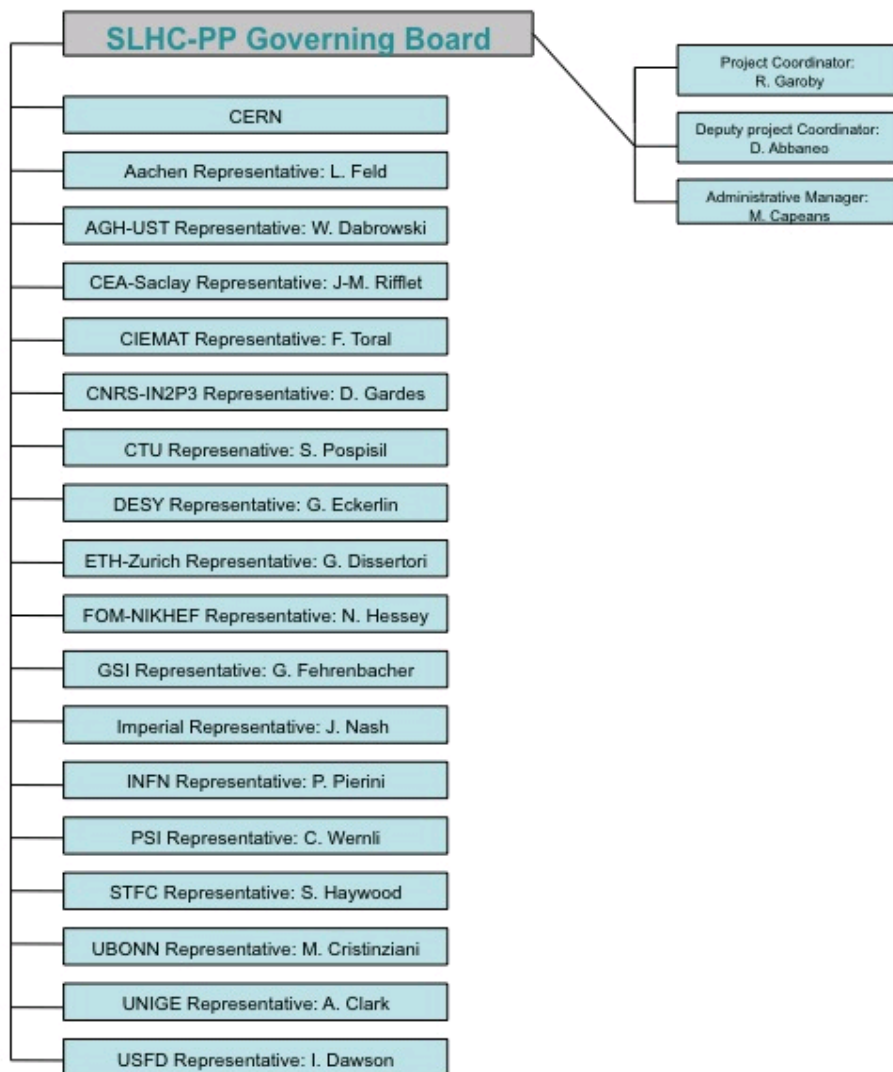 SLHC-PP Governing Board
Project Coordinator:
R. Garoby
Deputy project Coordinator:
D. Abbaneo
Administrative Manager:
M. Capeans
CERN
Aachen Representative: L. Feld
AGH-UST Representative: W. Dabrowski
CEA-Saclay Representative: J-M. Rifflet
CIEMAT Representative: F. Toral
CNRS-IN2P3 Representative: D. Gardes
CTU Represenative: S. Pospisil
DESY Representative: G. Eckerlin
ETH-Zurich Representative: G. Dissertori
FOM-NIKHEF Representative: N. Hessey
GSI Representative: G. Fehrenbacher
Imperial Representative: J. Nash
INFN Representative: P. Pierini
PSI Representative: C. Wernli
STFC Representative: S. Haywood
UBONN Representative: M. Cristinziani
UNIGE Representative: A. Clark
USFD Representative: I. Dawson